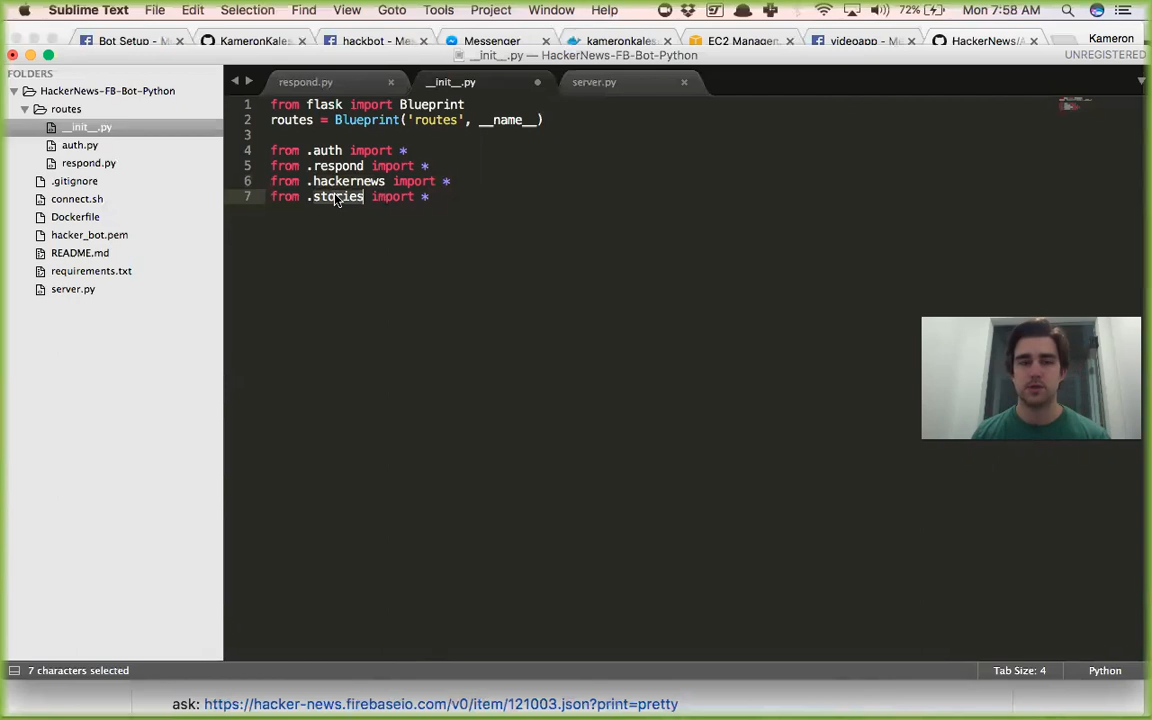 Sublime Text File Edit Selection Find View Goto Tools Project Window Help 72% Mon 7:58 AM
Bot Setup - M KameronKales hackbot - Me Messenger kameronkales EC2 Manage videoapp - M HackerNews/A Kameron
__init__.py — HackerNews-FB-Bot-Python UNREGISTERED
FOLDERS
HackerNews-FB-Bot-Python
routes
__init__.py
auth.py
respond.py
.gitignore
connect.sh
Dockerfile
hacker_bot.pem
README.md
requirements.txt
server.py
respond.py __init__.py server.py
1 from flask import Blueprint
2 routes = Blueprint('routes', __name__)
3
4 from .auth import *
5 from .respond import *
6 from .hackernews import *
7 from .stories import *
7 characters selected Tab Size: 4 Python
ask: https://hacker-news.firebaseio.com/v0/item/121003.json?print=pretty